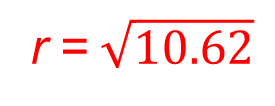 r = √10.62